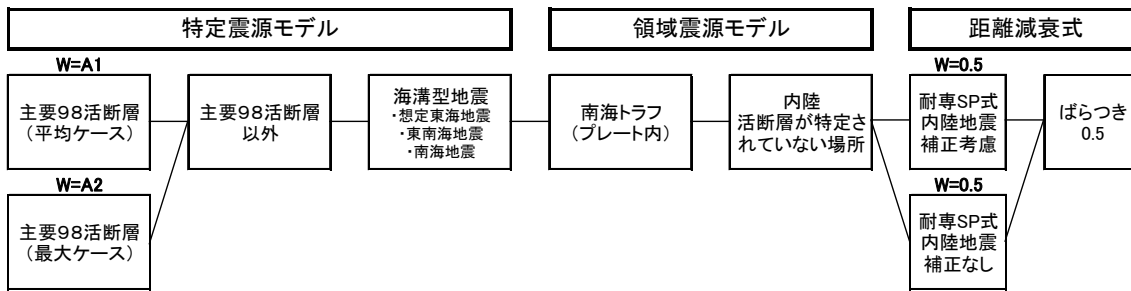 特定震源モデル
領域震源モデル
距離減衰式
W=A1
主要98活断層
（平均ケース）
W=A2
主要98活断層
（最大ケース）
主要98活断層
以外
海溝型地震
・想定東海地震
・東南海地震
・南海地震
南海トラフ
（プレート内）
内陸
活断層が特定さ
れていない場所
W=0.5
耐専SP式
内陸地震
補正考慮
W=0.5
耐専SP式
内陸地震
補正なし
ばらつき
0.5